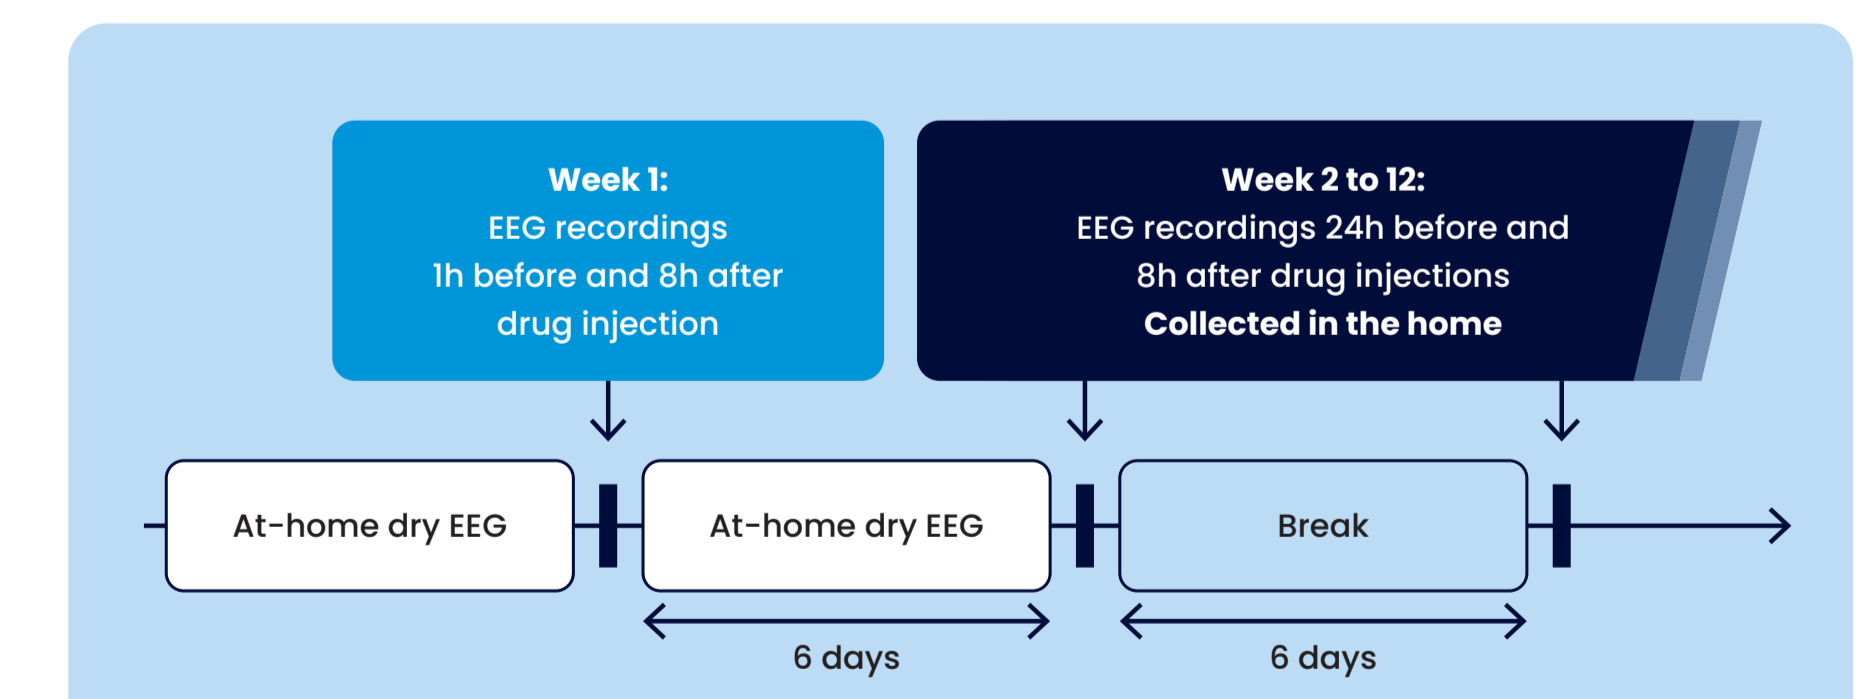 Week 1:
EEG recordings
1h before and 8h after
drug injection
Week 2 to 12:
EEG recordings 24h before and
8h after drug injections
Collected in the home
At-home dry EEG
At-home dry EEG
Break
6 days
6 days